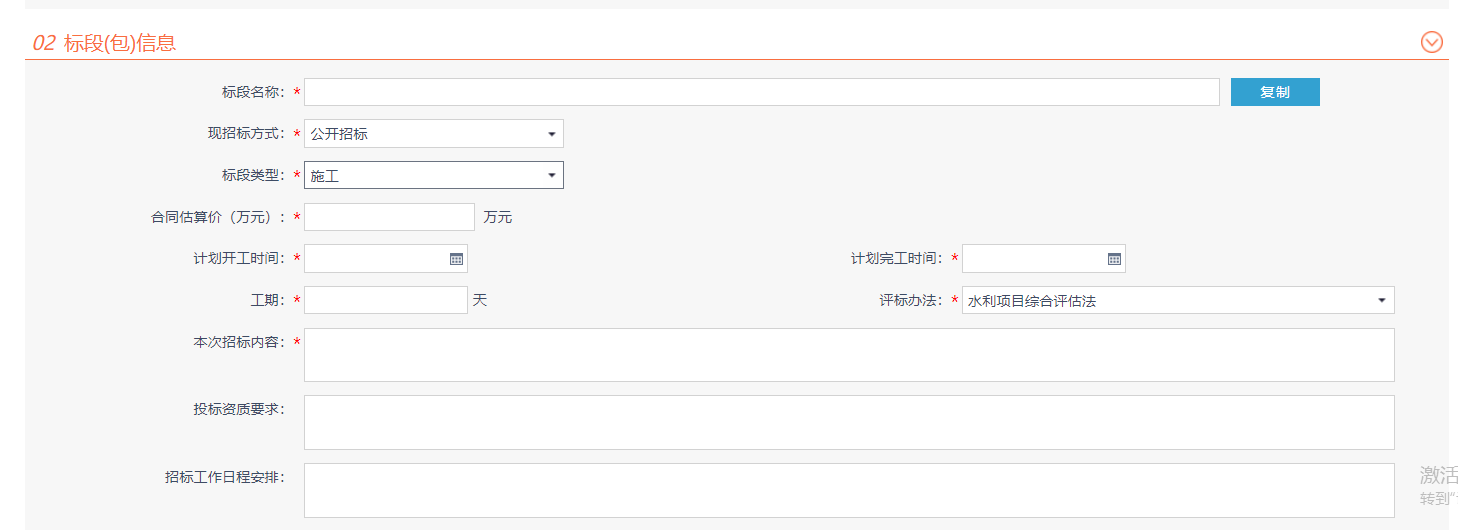 02 标段(包)信息
标段名称：* 复制
现招标方式：* 公开招标
标段类型：* 施工
合同估算价（万元）：* 万元
计划开工时间：* 计划完工时间：*
工期：* 天 评标办法：* 水利项目综合评估法
本次招标内容：*
投标资质要求：
招标工作日程安排：
激活
转到"